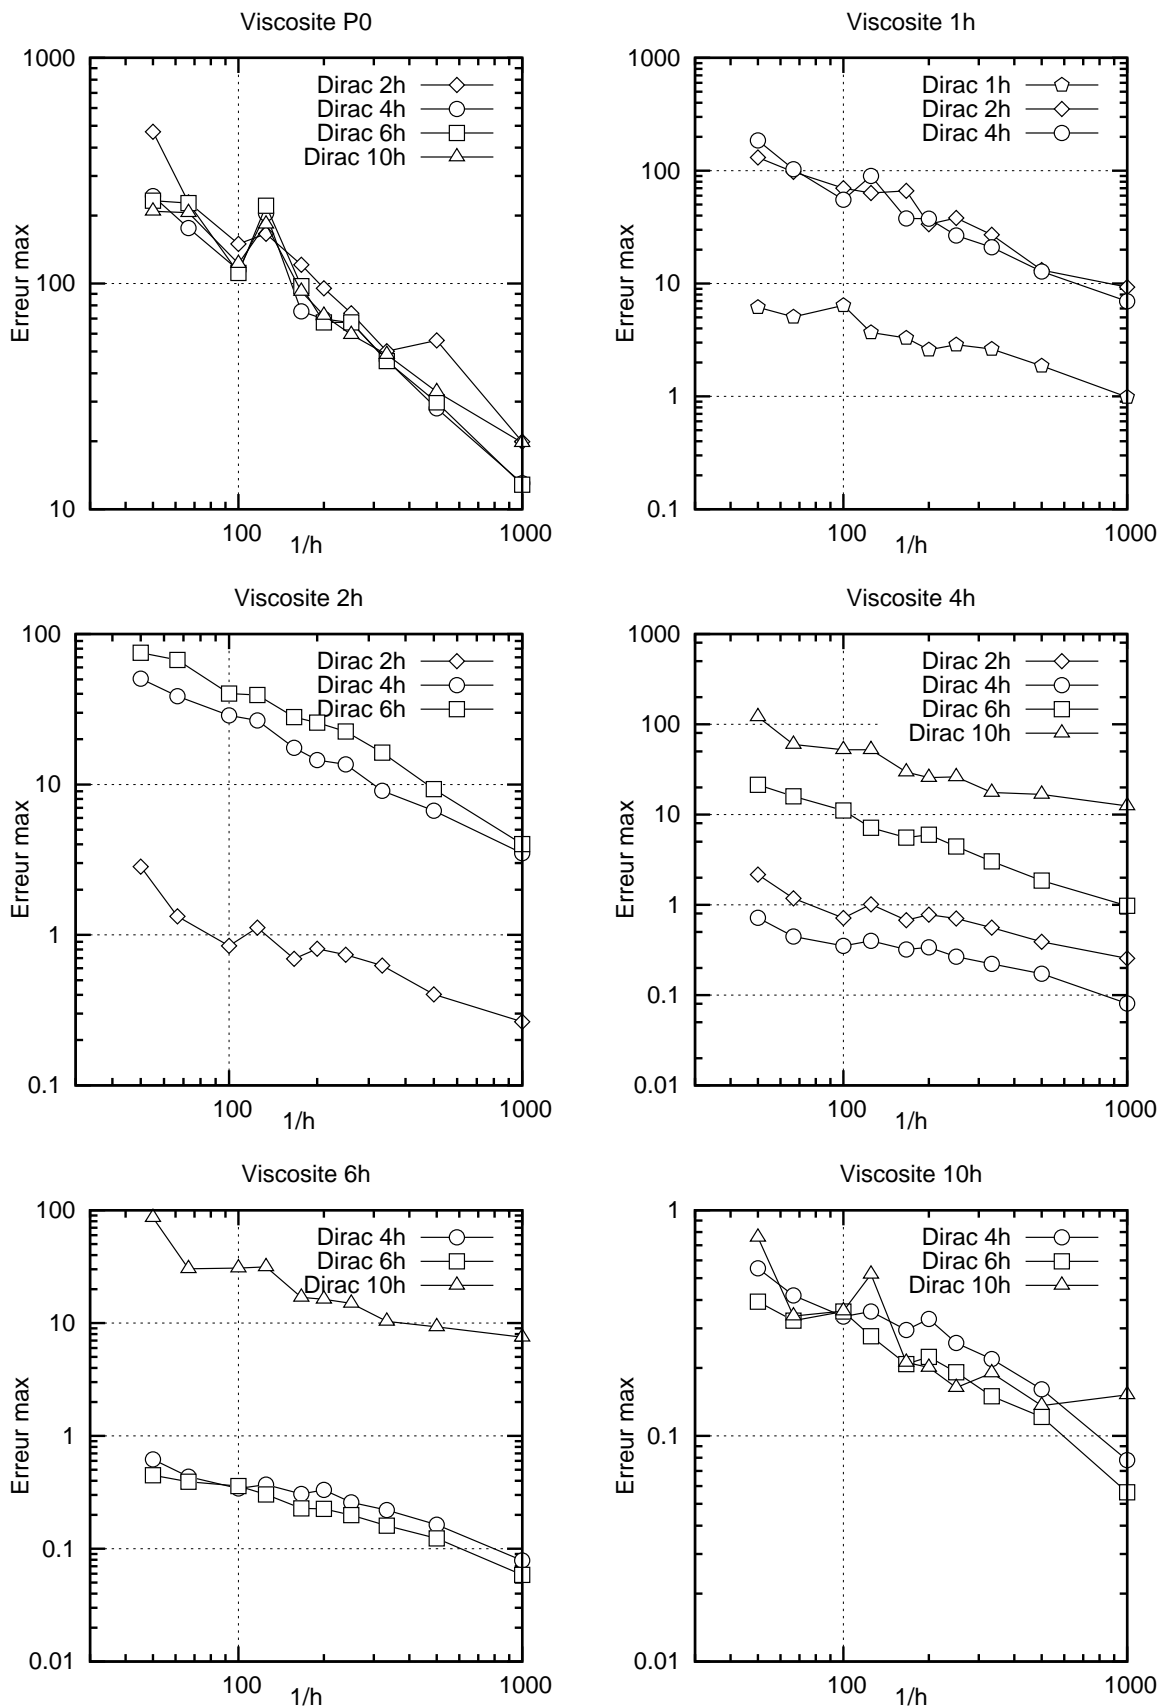 Viscosite P0
1000
Dirac 2h
Dirac 4h
Dirac 6h
Dirac 10h
Erreur max
100
10
100
1000
1/h
Viscosite 1h
1000
Dirac 1h
Dirac 2h
Dirac 4h
100
Erreur max
10
1
0.1
100
1000
1/h
Viscosite 2h
100
Dirac 2h
Dirac 4h
Dirac 6h
10
Erreur max
1
0.1
100
1000
1/h
Viscosite 4h
1000
Dirac 2h
Dirac 4h
Dirac 6h
Dirac 10h
100
10
Erreur max
1
0.1
0.01
100
1000
1/h
Viscosite 6h
100
Dirac 4h
Dirac 6h
Dirac 10h
10
Erreur max
1
0.1
0.01
100
1000
1/h
Viscosite 10h
1
Dirac 4h
Dirac 6h
Dirac 10h
Erreur max
0.1
0.01
100
1000
1/h